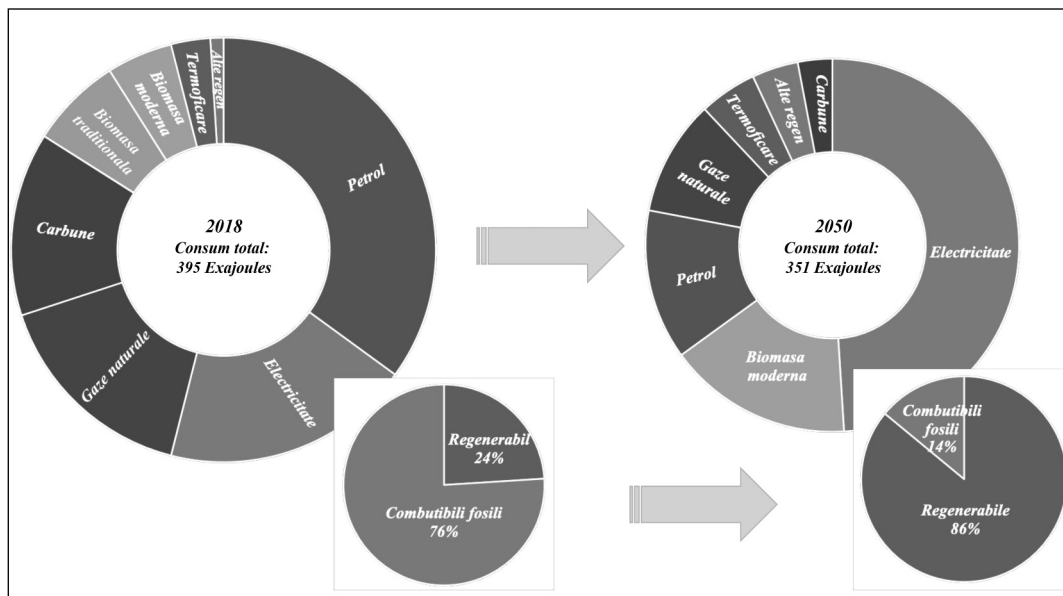 Petrol
Electricitate
Gaze naturale
Carbune
Biomasa
traditionala
Biomasa
moderna
Termoficare
Alte regen
2018
Consum total:
395 Exajoules
Regenerabil
24%
Combutibili fosili
76%
Electricitate
Biomasa
moderna
Petrol
Gaze
naturale
Termoficare
Alte regen
Carbune
2050
Consum total:
351 Exajoules
Combutibili
fosili
14%
Regenerabile
86%